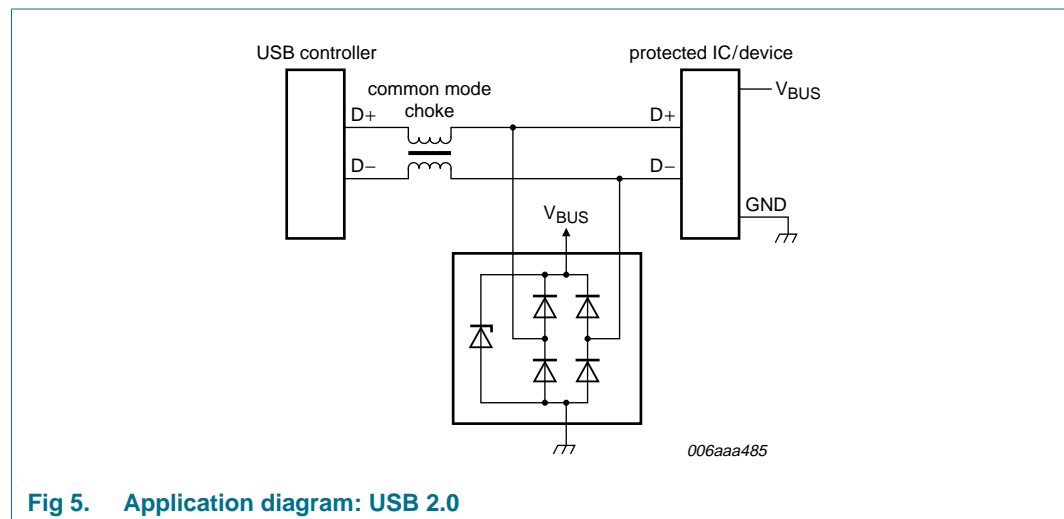 USB controller
protected IC/device
common mode
choke
VBUS
D+
D+
D−
D−
GND
VBUS
006aaa485
Fig 5. Application diagram: USB 2.0